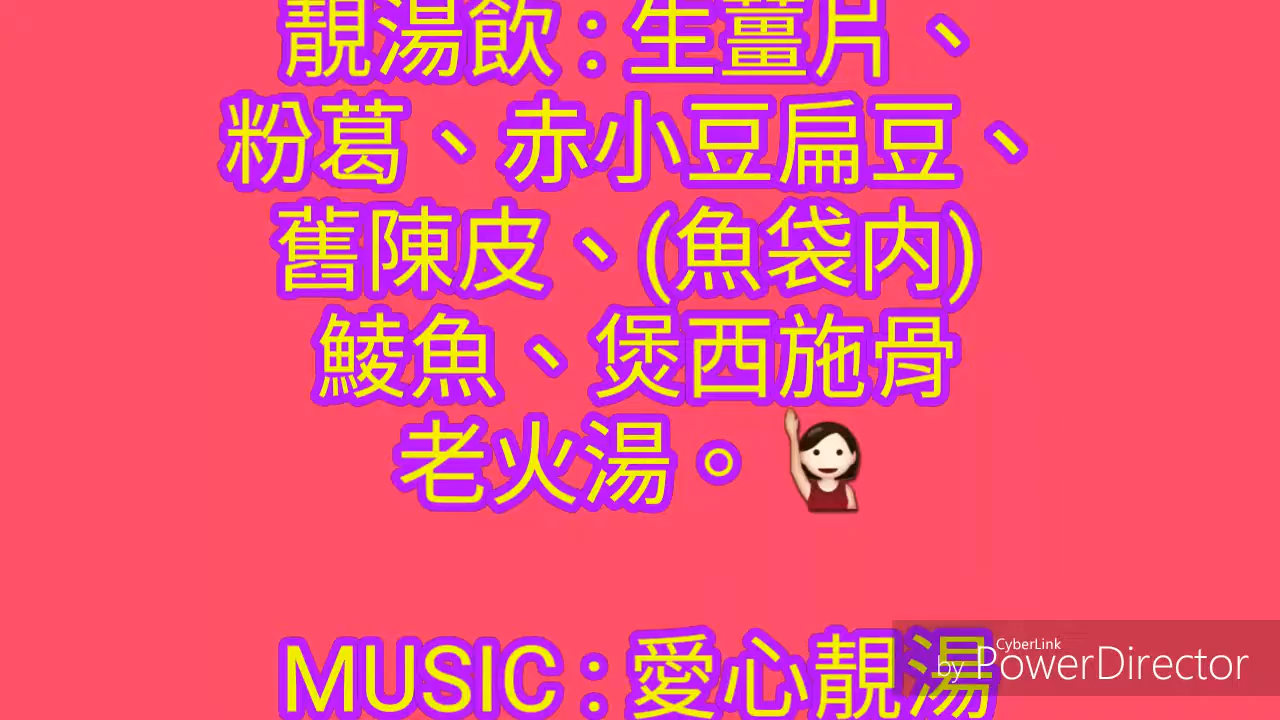 靚湯飲 : 生薑片、
粉葛、赤小豆扁豆、
舊陳皮、(魚袋内)
鯪魚、煲西施骨
老火湯。
MUSIC : 愛心靚湯
CyberLink
by PowerDirector